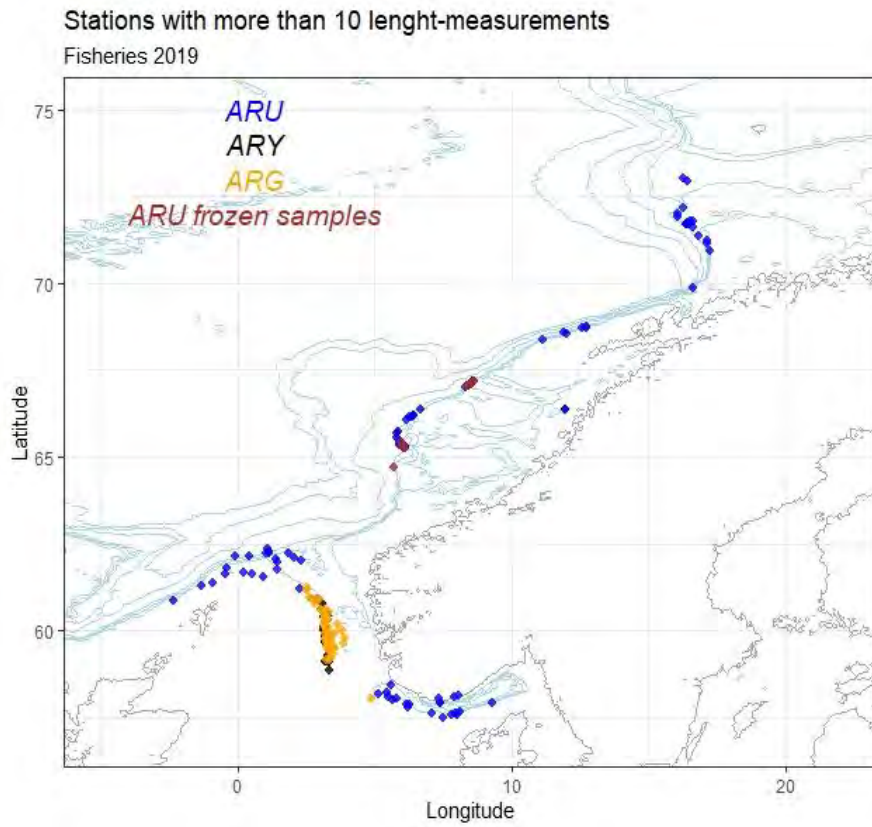 Stations with more than 10 lenght-measurements
Fisheries 2019
ARU
ARY
ARG
ARU frozen samples
75
70
65
60
Latitude
0
10
20
Longitude